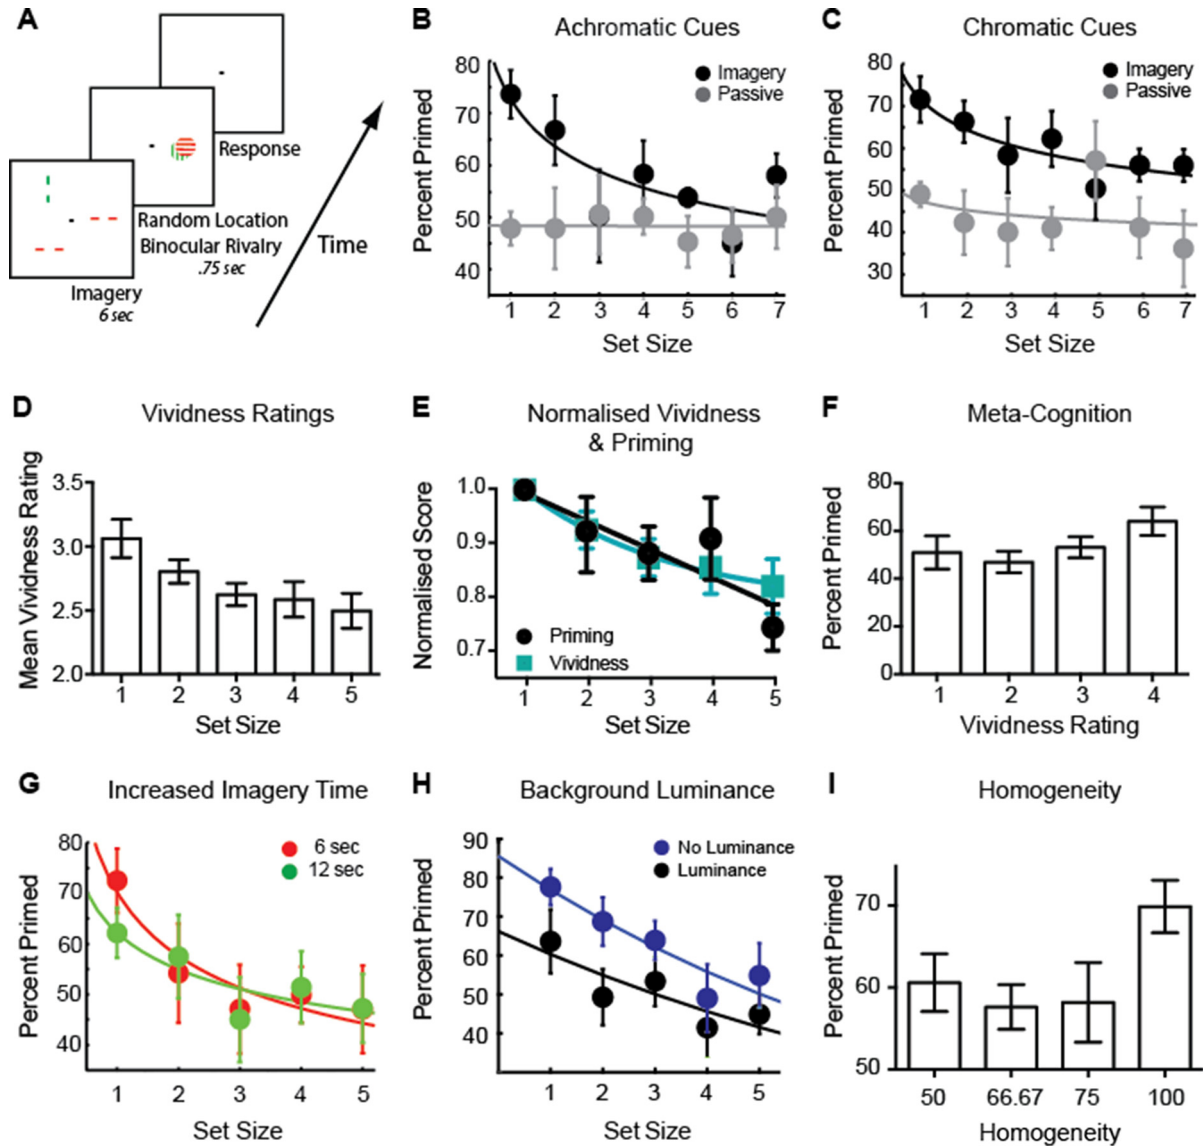 A
Response
Random Location
Binocular Rivalry
.75 sec
Imagery
6 sec
Time
B
Achromatic Cues
Percent Primed
80
70
60
50
40
Imagery
Passive
1 2 3 4 5 6 7
Set Size
C
Chromatic Cues
Percent Primed
80
70
60
50
40
30
Imagery
Passive
1 2 3 4 5 6 7
Set Size
D
Vividness Ratings
Mean Vividness Rating
3.5
3.0
2.5
2.0
1 2 3 4 5
Set Size
E
Normalised Vividness
& Priming
Normalised Score
1.0
0.9
0.8
0.7
Priming
Vividness
1 2 3 4 5
Set Size
F
Meta-Cognition
Percent Primed
80
60
40
20
0
1 2 3 4
Vividness Rating
G
Increased Imagery Time
Percent Primed
80
70
60
50
40
6 sec
12 sec
1 2 3 4 5
Set Size
H
Background Luminance
Percent Primed
90
80
70
60
50
40
No Luminance
Luminance
1 2 3 4 5
Set Size
I
Homogeneity
Percent Primed
70
60
50
50 66.67 75 100
Homogeneity